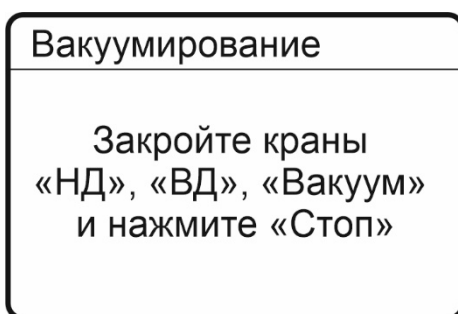 Вакуумирование
Закройте краны
«НД», «ВД», «Вакуум»
и нажмите «Стоп»